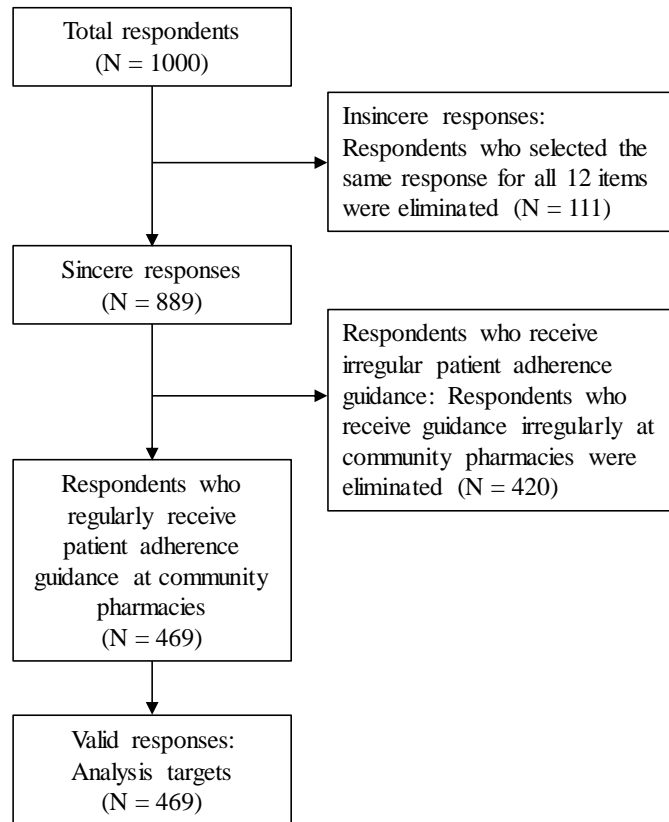 Total respondents
(N = 1000)
Insincere responses:
Respondents who selected the
same response for all 12 items
were eliminated (N = 111)
Sincere responses
(N = 889)
Respondents who receive
irregular patient adherence
guidance: Respondents who
receive guidance irregularly at
community pharmacies were
eliminated (N = 420)
Respondents who
regularly receive
patient adherence
guidance at community
pharmacies
(N = 469)
Valid responses:
Analysis targets
(N = 469)